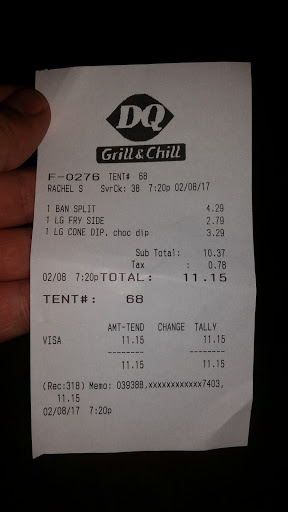 DQ
Grill & Chill
F-0276 TENT# 68
RACHEL S SvrCk: 38 7:20p 02/08/17
1 BAN SPLIT 4.29
1 LG FRY SIDE 2.79
1 LG CONE DIP, choc dip 3.29
Sub Total: 10.37
Tax : 0.78
02/08 7:20p TOTAL: 11.15
TENT#: 68
AMT-TEND CHANGE TALLY
VISA 11.15 11.15
-------- --------
11.15 11.15
(Rec:318) Memo: 03938B,xxxxxxxxxxxx7403,
11.15
02/08/17 7:20p